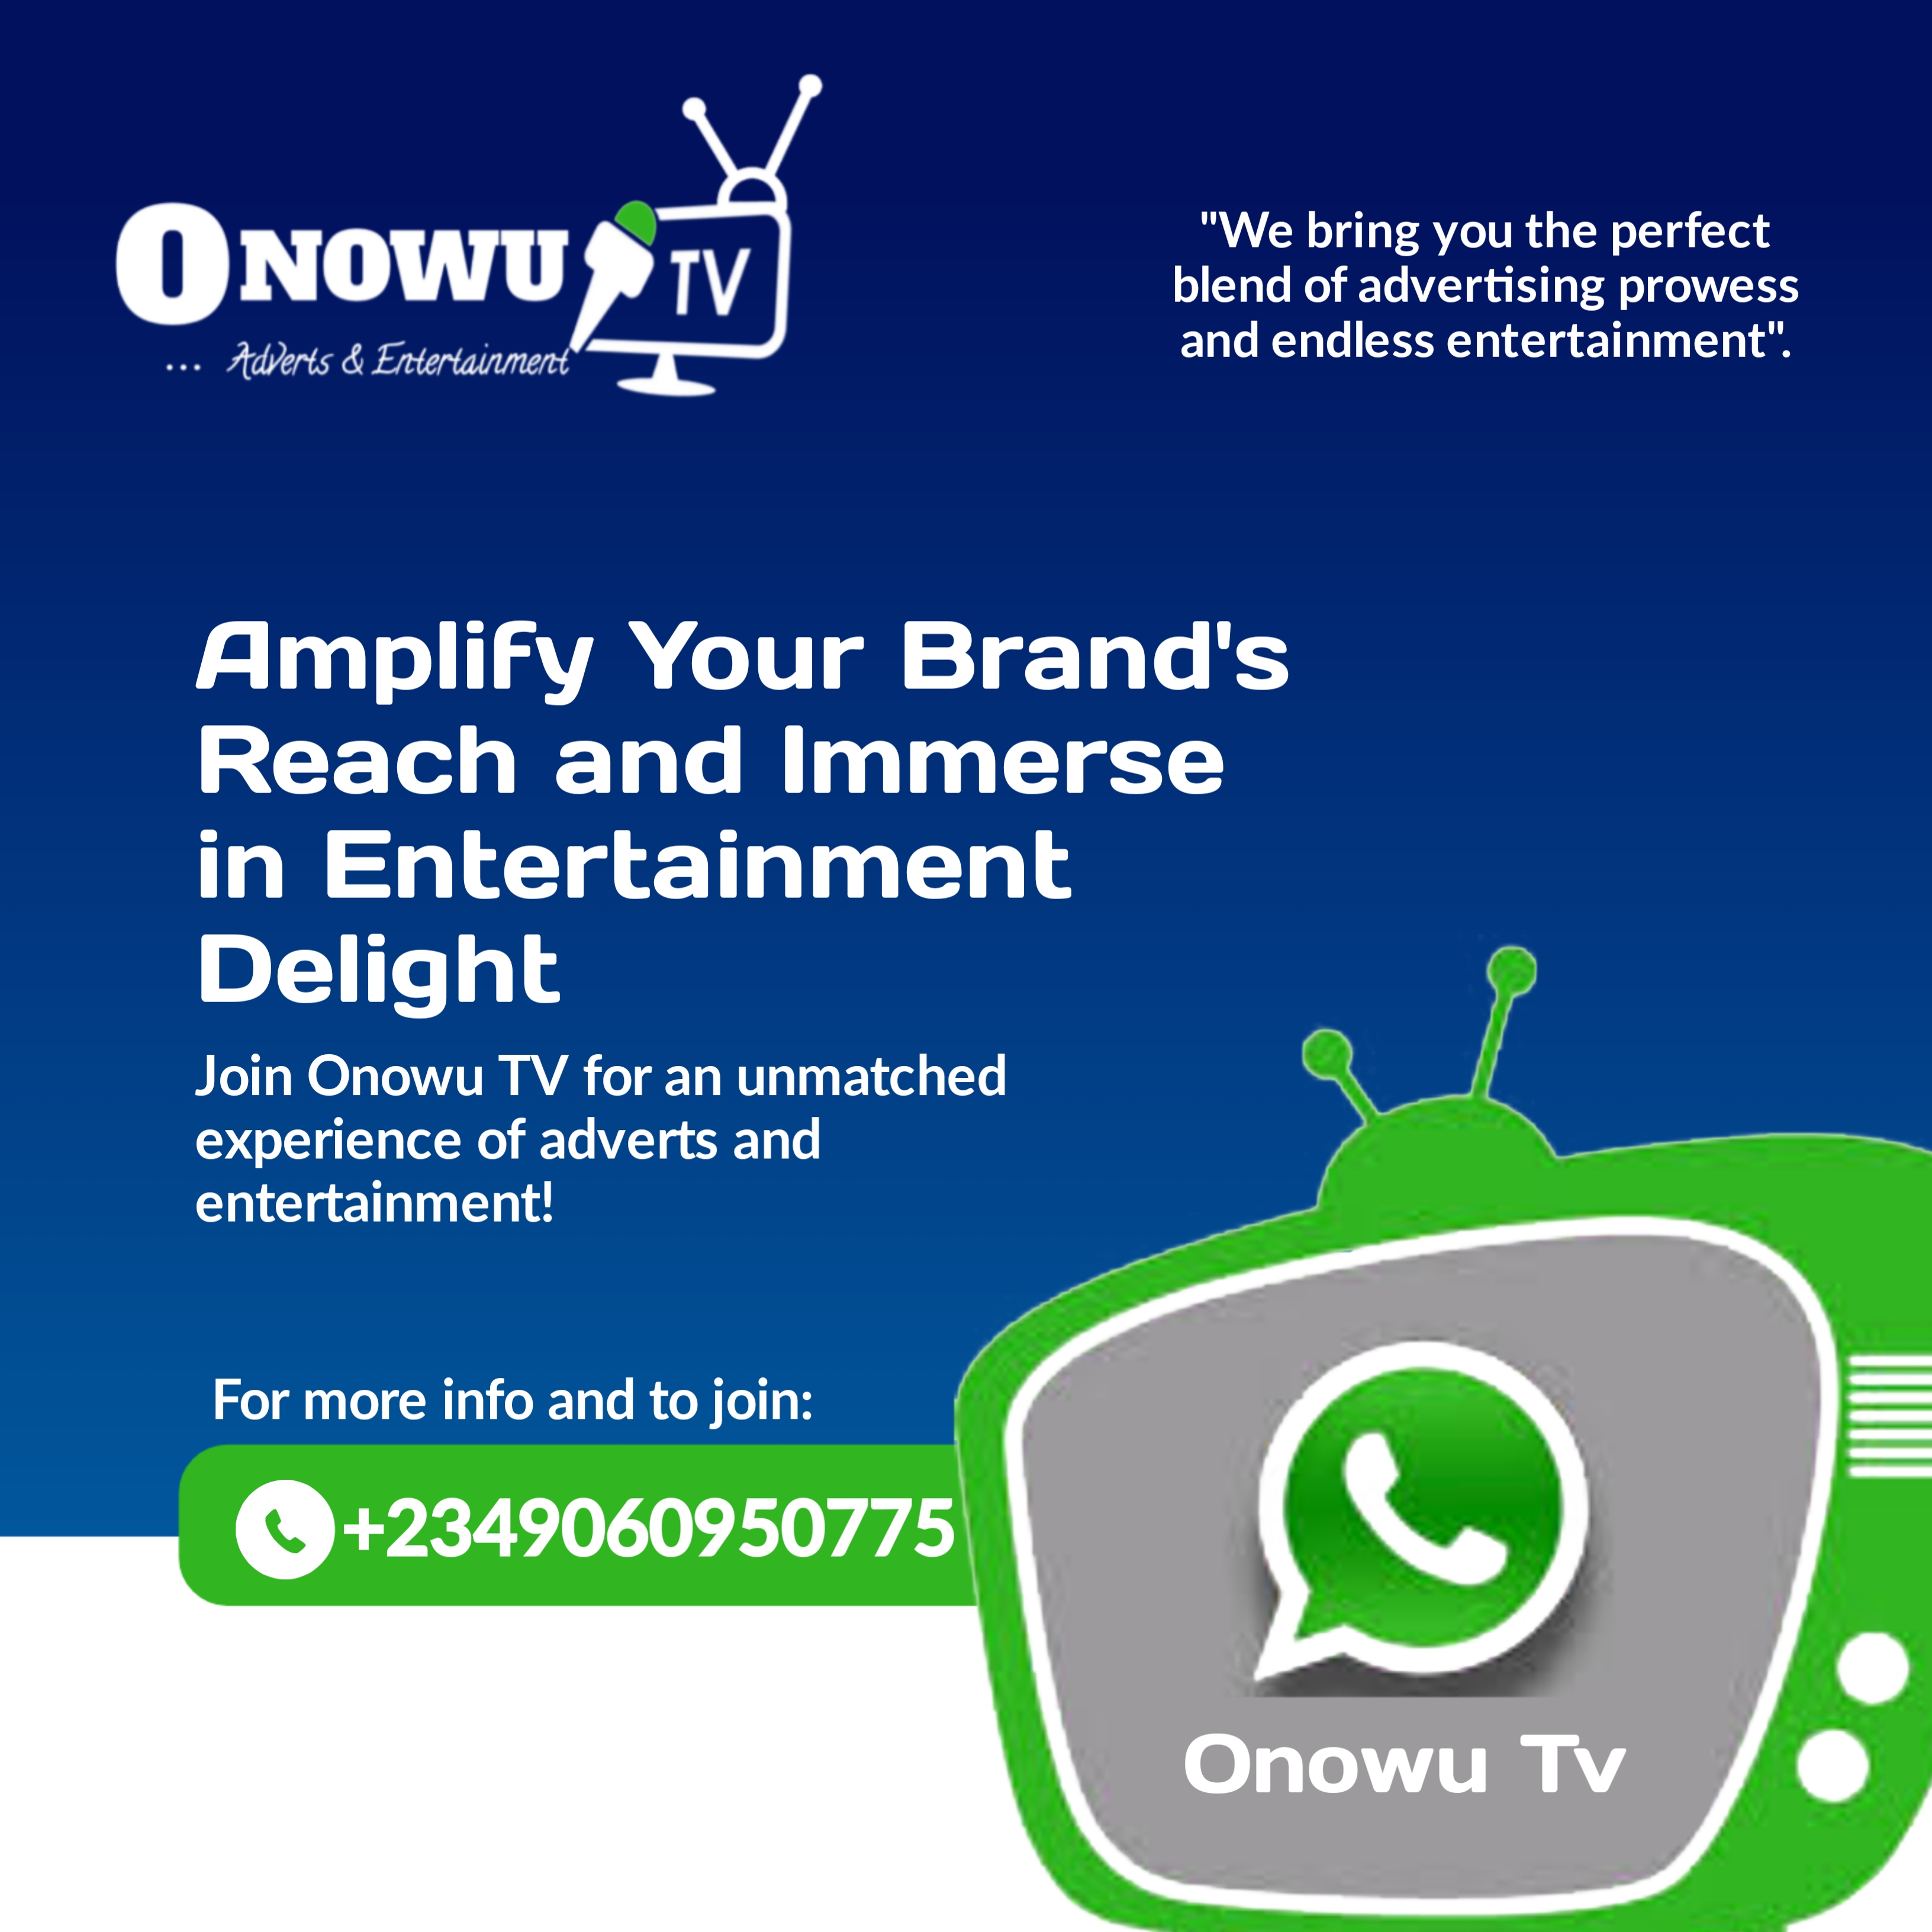 Onowu TV
... Adverts & Entertainment
"We bring you the perfect
blend of advertising prowess
and endless entertainment".
Amplify Your Brand's
Reach and Immerse
in Entertainment
Delight
Join Onowu TV for an unmatched
experience of adverts and
entertainment!
For more info and to join:
+2349060950775
Onowu Tv